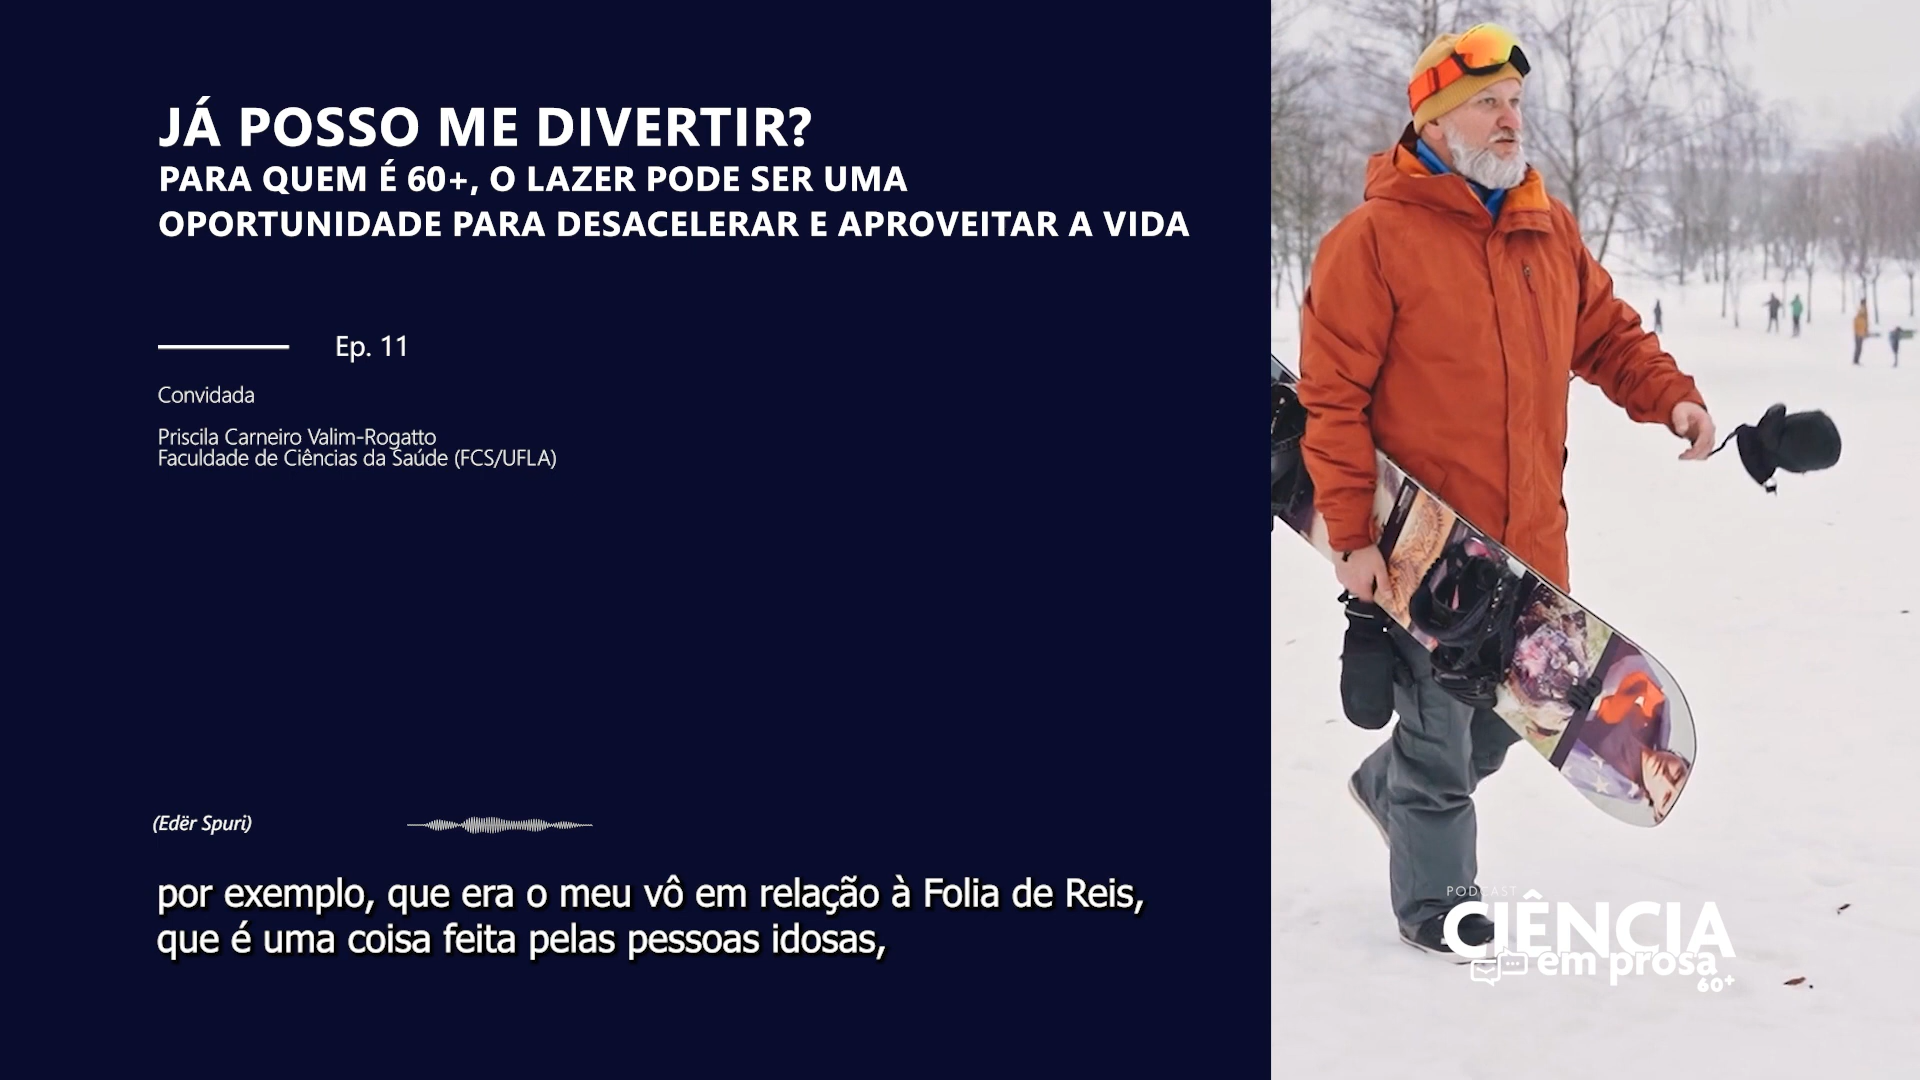 JÁ POSSO ME DIVERTIR?
PARA QUEM É 60+, O LAZER PODE SER UMA
OPORTUNIDADE PARA DESACELERAR E APROVEITAR A VIDA
Ep. 11
Convidada
Priscila Carneiro Valim-Rogatto
Faculdade de Ciências da Saúde (FCS/UFLA)
(Edër Spuri)
por exemplo, que era o meu vô em relação à Folia de Reis,
que é uma coisa feita pelas pessoas idosas,
PODCAST
CIÊNCIA
em prosa
60+